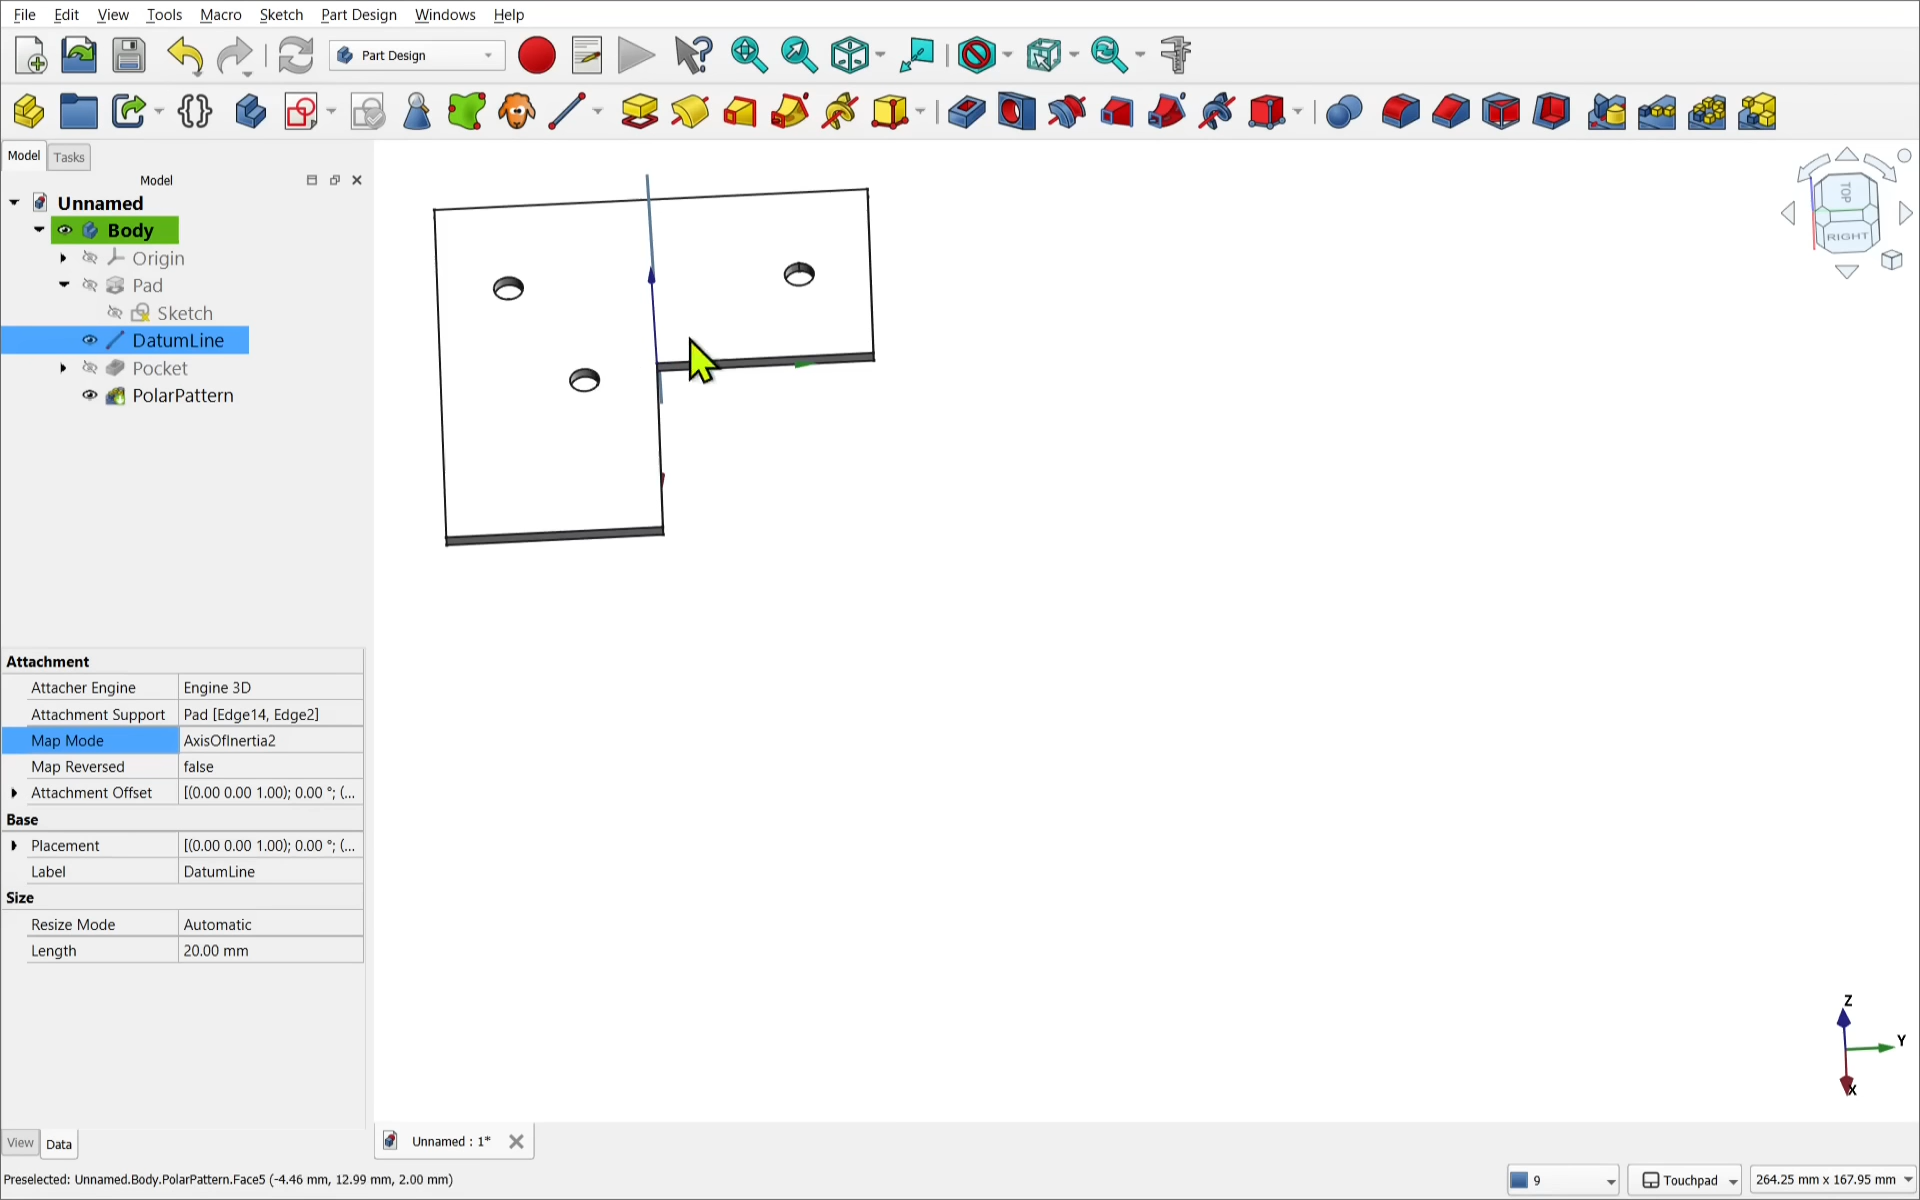 File Edit View Tools Macro Sketch Part Design Windows Help
Part Design
Model Tasks
Model
Unnamed
Body
Origin
Pad
Sketch
DatumLine
Pocket
PolarPattern
TOP
RIGHT
Attachment
Attacher Engine Engine 3D
Attachment Support Pad [Edge14, Edge2]
Map Mode AxisOfInertia2
Map Reversed false
Attachment Offset [(0.00 0.00 1.00); 0.00 °; (...
Base
Placement [(0.00 0.00 1.00); 0.00 °; (...
Label DatumLine
Size
Resize Mode Automatic
Length 20.00 mm
Z
Y
X
View Data
Unnamed : 1*
Preselected: Unnamed.Body.PolarPattern.Face5 (-4.46 mm, 12.99 mm, 2.00 mm)
9 Touchpad 264.25 mm x 167.95 mm